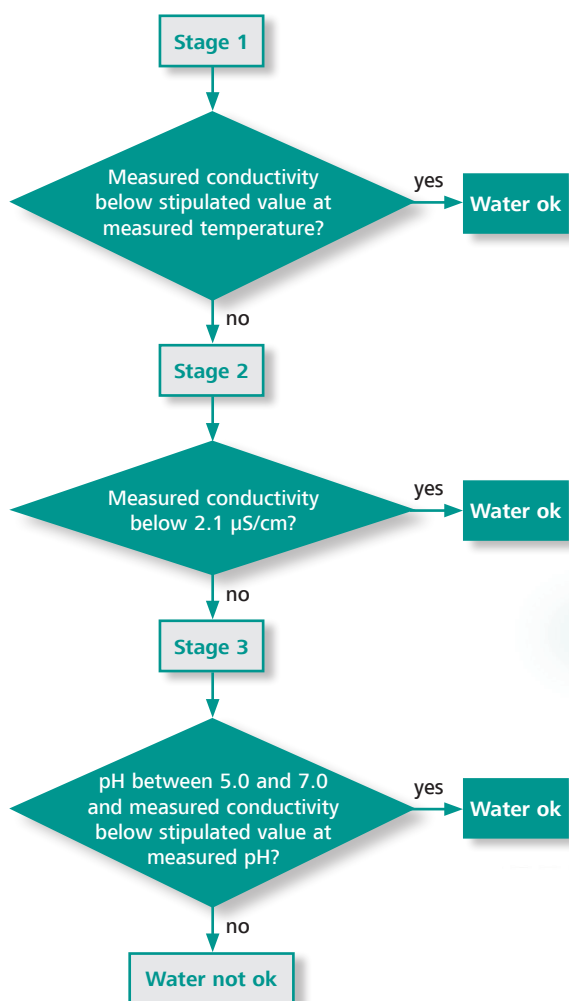 Stage 1
Measured conductivity
below stipulated value at
measured temperature?
yes
Water ok
no
Stage 2
Measured conductivity
below 2.1 µS/cm?
yes
Water ok
no
Stage 3
pH between 5.0 and 7.0
and measured conductivity
below stipulated value at
measured pH?
yes
Water ok
no
Water not ok